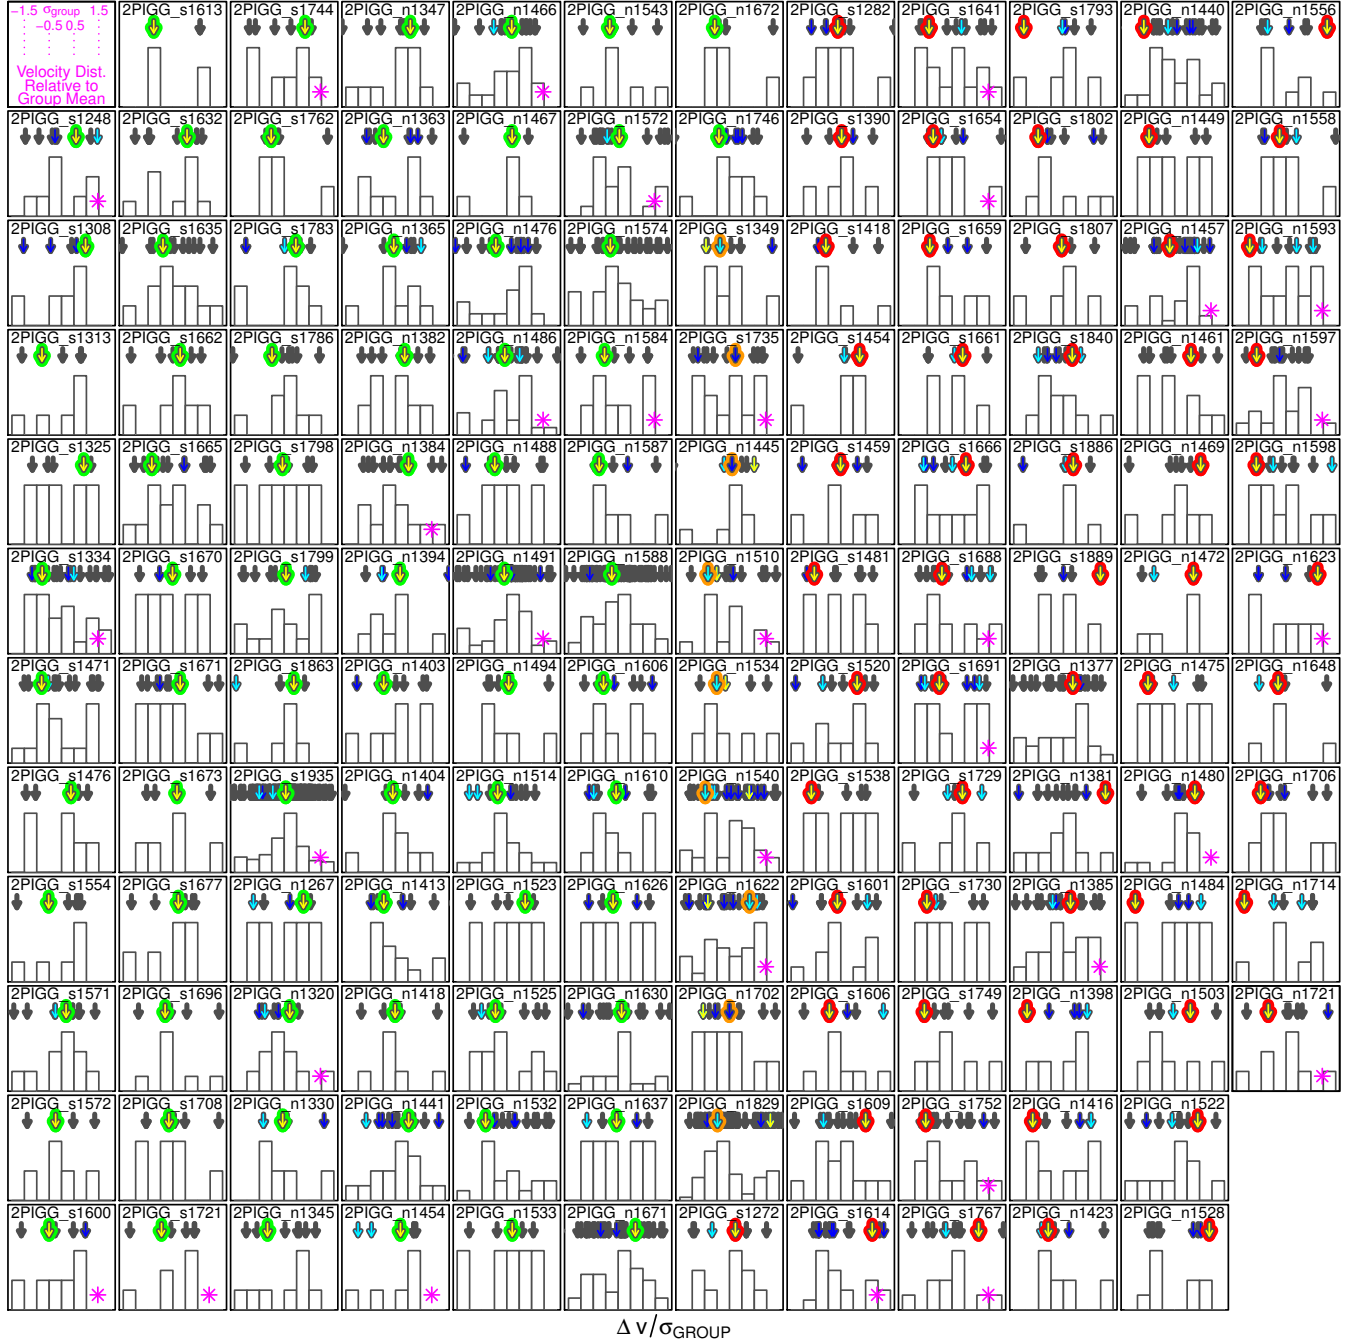 −1.5 σgroup 1.5
−0.5 0.5
Velocity Dist.
Relative to
Group Mean
2PIGG_s1613 2PIGG_s1744 2PIGG_n1347 2PIGG_n1466 2PIGG_n1543 2PIGG_n1672 2PIGG_s1282 2PIGG_s1641 2PIGG_s1793 2PIGG_n1440 2PIGG_n1556
2PIGG_s1248 2PIGG_s1632 2PIGG_s1762 2PIGG_n1363 2PIGG_n1467 2PIGG_n1572 2PIGG_n1746 2PIGG_s1390 2PIGG_s1654 2PIGG_s1802 2PIGG_n1449 2PIGG_n1558
2PIGG_s1308 2PIGG_s1635 2PIGG_s1783 2PIGG_n1365 2PIGG_n1476 2PIGG_n1574 2PIGG_s1349 2PIGG_s1418 2PIGG_s1659 2PIGG_s1807 2PIGG_n1457 2PIGG_n1593
2PIGG_s1313 2PIGG_s1662 2PIGG_s1786 2PIGG_n1382 2PIGG_n1486 2PIGG_n1584 2PIGG_s1735 2PIGG_s1454 2PIGG_s1661 2PIGG_s1840 2PIGG_n1461 2PIGG_n1597
2PIGG_s1325 2PIGG_s1665 2PIGG_s1798 2PIGG_n1384 2PIGG_n1488 2PIGG_n1587 2PIGG_n1445 2PIGG_s1459 2PIGG_s1666 2PIGG_s1886 2PIGG_n1469 2PIGG_n1598
2PIGG_s1334 2PIGG_s1670 2PIGG_s1799 2PIGG_n1394 2PIGG_n1491 2PIGG_n1588 2PIGG_n1510 2PIGG_s1481 2PIGG_s1688 2PIGG_s1889 2PIGG_n1472 2PIGG_n1623
2PIGG_s1471 2PIGG_s1671 2PIGG_s1863 2PIGG_n1403 2PIGG_n1494 2PIGG_n1606 2PIGG_n1534 2PIGG_s1520 2PIGG_s1691 2PIGG_n1377 2PIGG_n1475 2PIGG_n1648
2PIGG_s1476 2PIGG_s1673 2PIGG_s1935 2PIGG_n1404 2PIGG_n1514 2PIGG_n1610 2PIGG_n1540 2PIGG_s1538 2PIGG_s1729 2PIGG_n1381 2PIGG_n1480 2PIGG_n1706
2PIGG_s1554 2PIGG_s1677 2PIGG_n1267 2PIGG_n1413 2PIGG_n1523 2PIGG_n1626 2PIGG_n1622 2PIGG_s1601 2PIGG_s1730 2PIGG_n1385 2PIGG_n1484 2PIGG_n1714
2PIGG_s1571 2PIGG_s1696 2PIGG_n1320 2PIGG_n1418 2PIGG_n1525 2PIGG_n1630 2PIGG_n1702 2PIGG_s1606 2PIGG_s1749 2PIGG_n1398 2PIGG_n1503 2PIGG_n1721
2PIGG_s1572 2PIGG_s1708 2PIGG_n1330 2PIGG_n1441 2PIGG_n1532 2PIGG_n1637 2PIGG_n1829 2PIGG_s1609 2PIGG_s1752 2PIGG_n1416 2PIGG_n1522
2PIGG_s1600 2PIGG_s1721 2PIGG_n1345 2PIGG_n1454 2PIGG_n1533 2PIGG_n1671 2PIGG_s1272 2PIGG_s1614 2PIGG_s1767 2PIGG_n1423 2PIGG_n1528
Δ v/σGROUP